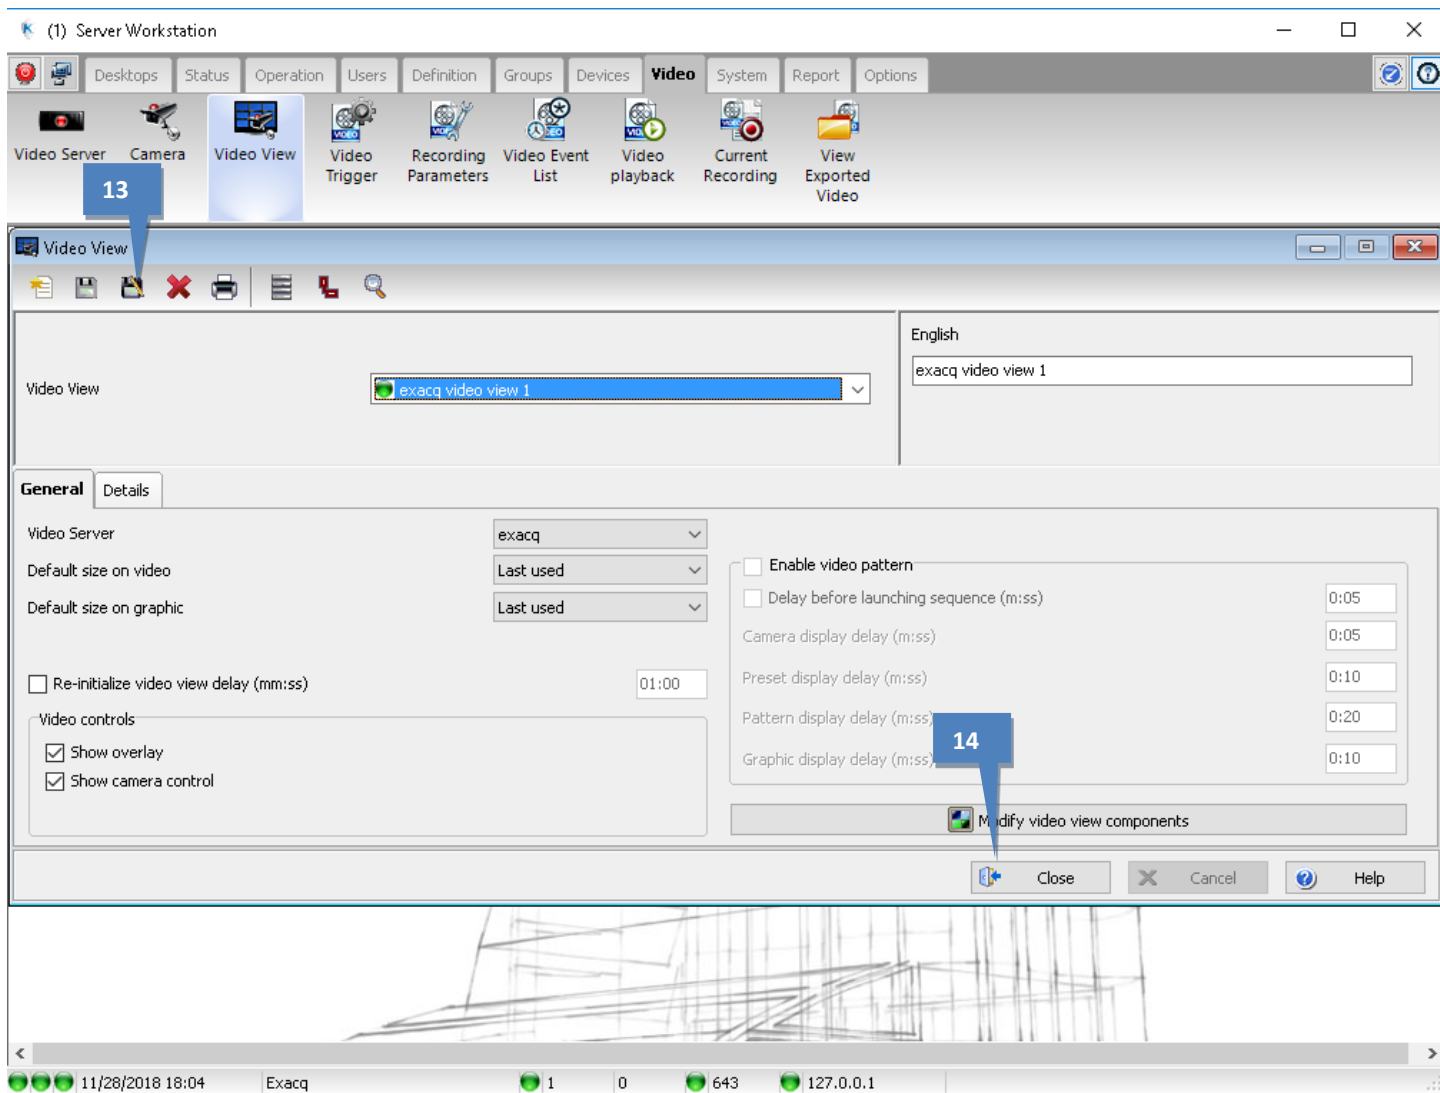 (1) Server Workstation
Desktops Status Operation Users Definition Groups Devices Video System Report Options
Video Server Camera Video View Video Trigger Recording Parameters Video Event List Video playback Current Recording View Exported Video
13
Video View
English
exacq video view 1
Video View exacq video view 1
General Details
Video Server exacq
Enable video pattern
Default size on video Last used
Delay before launching sequence (m:ss) 0:05
Default size on graphic Last used
Camera display delay (m:ss) 0:05
Re-initialize video view delay (mm:ss) 01:00
Preset display delay (m:ss) 0:10
Video controls
Pattern display delay (m:ss) 0:20
14
Show overlay
Graphic display delay (m:ss) 0:10
Show camera control
Modify video view components
Close Cancel Help
11/28/2018 18:04 Exacq 1 0 643 127.0.0.1